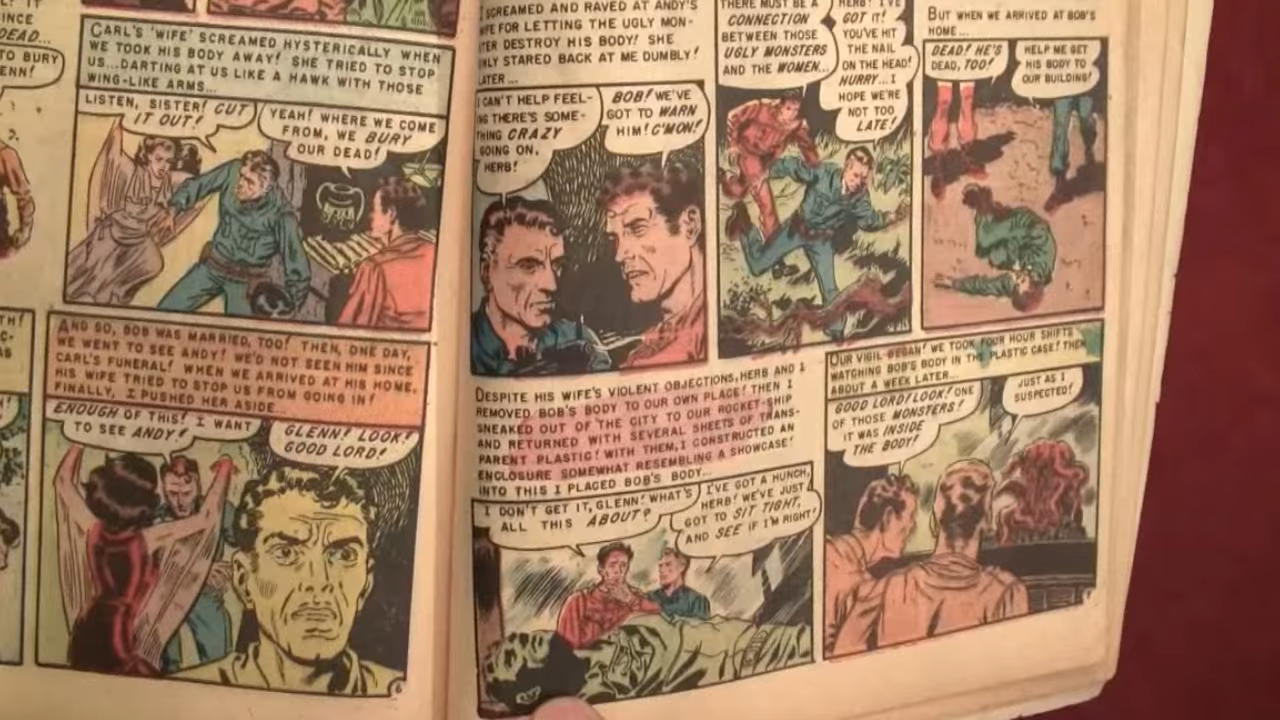 IT
SINCE
DEAD...
TO BURY
ENN!
CARL'S 'WIFE' SCREAMED HYSTERICALLY WHEN
WE TOOK HIS BODY AWAY! SHE TRIED TO STOP
US...DARTING AT US LIKE A HAWK WITH THOSE
WING-LIKE ARMS...
LISTEN, SISTER! CUT
IT OUT!
YEAH! WHERE WE COME
FROM, WE BURY
OUR DEAD!
AND SO, BOB WAS MARRIED, TOO! THEN, ONE DAY,
WE WENT TO SEE ANDY! WE'D NOT SEEN HIM SINCE
CARL'S FUNERAL! WHEN WE ARRIVED AT HIS HOME,
HIS WIFE TRIED TO STOP US FROM GOING IN!
FINALLY, I PUSHED HER ASIDE...
ENOUGH OF THIS! I WANT
TO SEE ANDY!
GLENN! LOOK!
GOOD LORD!
6
I SCREAMED AND RAVED AT ANDY'S
WIFE FOR LETTING THE UGLY MON-
STER DESTROY HIS BODY! SHE
ONLY STARED BACK AT ME DUMBLY!
LATER...
I CAN'T HELP FEEL-
ING THERE'S SOME-
THING CRAZY
GOING ON,
HERB!
BOB! WE'VE
GOT TO WARN
HIM! C'MON!
THERE MUST BE A
CONNECTION
BETWEEN THOSE
UGLY MONSTERS
AND THE WOMEN...
HERB! I'VE
GOT IT!
YOU'VE HIT
THE NAIL
ON THE HEAD!
HURRY... I
HOPE WE'RE
NOT TOO
LATE!
BUT WHEN WE ARRIVED AT BOB'S
HOME...
DEAD! HE'S
DEAD, TOO!
HELP ME GET
HIS BODY TO
OUR BUILDING!
DESPITE HIS WIFE'S VIOLENT OBJECTIONS, HERB AND I
REMOVED BOB'S BODY TO OUR OWN PLACE! THEN I
SNEAKED OUT OF THE CITY TO OUR ROCKET-SHIP
AND RETURNED WITH SEVERAL SHEETS OF TRANS-
PARENT PLASTIC! WITH THEM, I CONSTRUCTED AN
ENCLOSURE SOMEWHAT RESEMBLING A SHOWCASE!
INTO THIS I PLACED BOB'S BODY...
I DON'T GET IT, GLENN! WHAT'S
ALL THIS ABOUT?
I'VE GOT A HUNCH,
HERB! WE'VE JUST
GOT TO SIT TIGHT,
AND SEE IF I'M RIGHT!
OUR VIGIL BEGAN! WE TOOK FOUR HOUR SHIFTS
WATCHING BOB'S BODY IN THE PLASTIC CASE! THEN
ABOUT A WEEK LATER...
GOOD LORD! LOOK! ONE
OF THOSE MONSTERS!
IT WAS INSIDE
THE BODY!
JUST AS I
SUSPECTED!